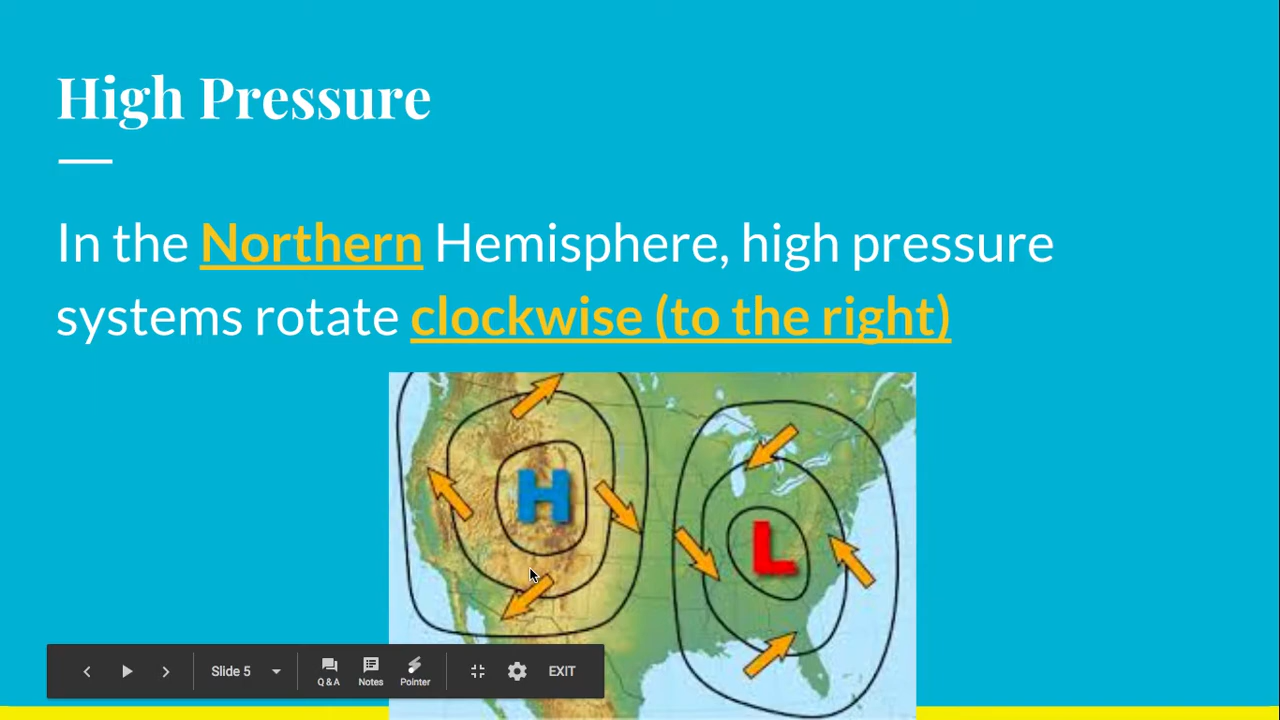 High Pressure
In the Northern Hemisphere, high pressure
systems rotate clockwise (to the right)
H
L
Slide 5
Q & A
Notes
Pointer
EXIT